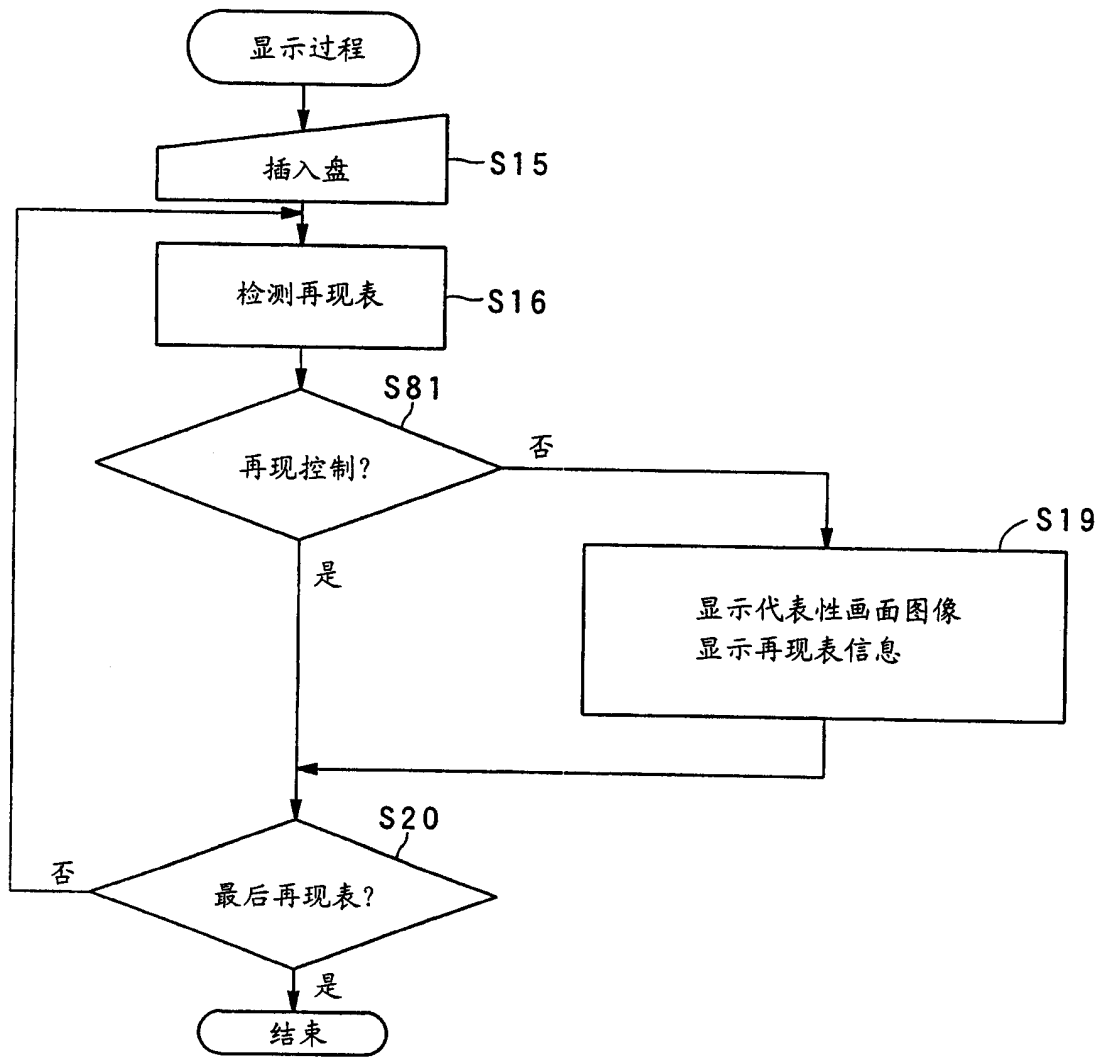 显示过程
插入盘
S15
检测再现表
S16
S81
再现控制?
否
是
S19
显示代表性画面图像
显示再现表信息
S20
否
最后再现表?
是
结束